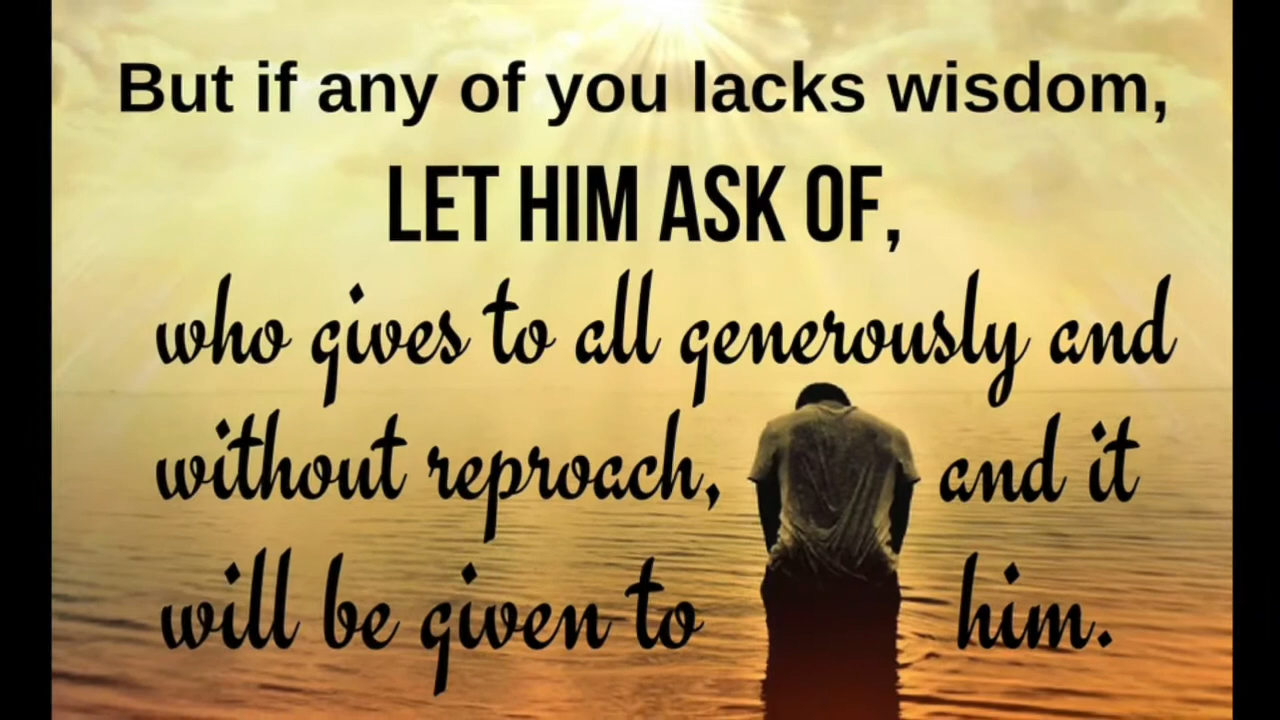 But if any of you lacks wisdom,
LET HIM ASK OF,
who gives to all generously and
without reproach, and it
will be given to him.